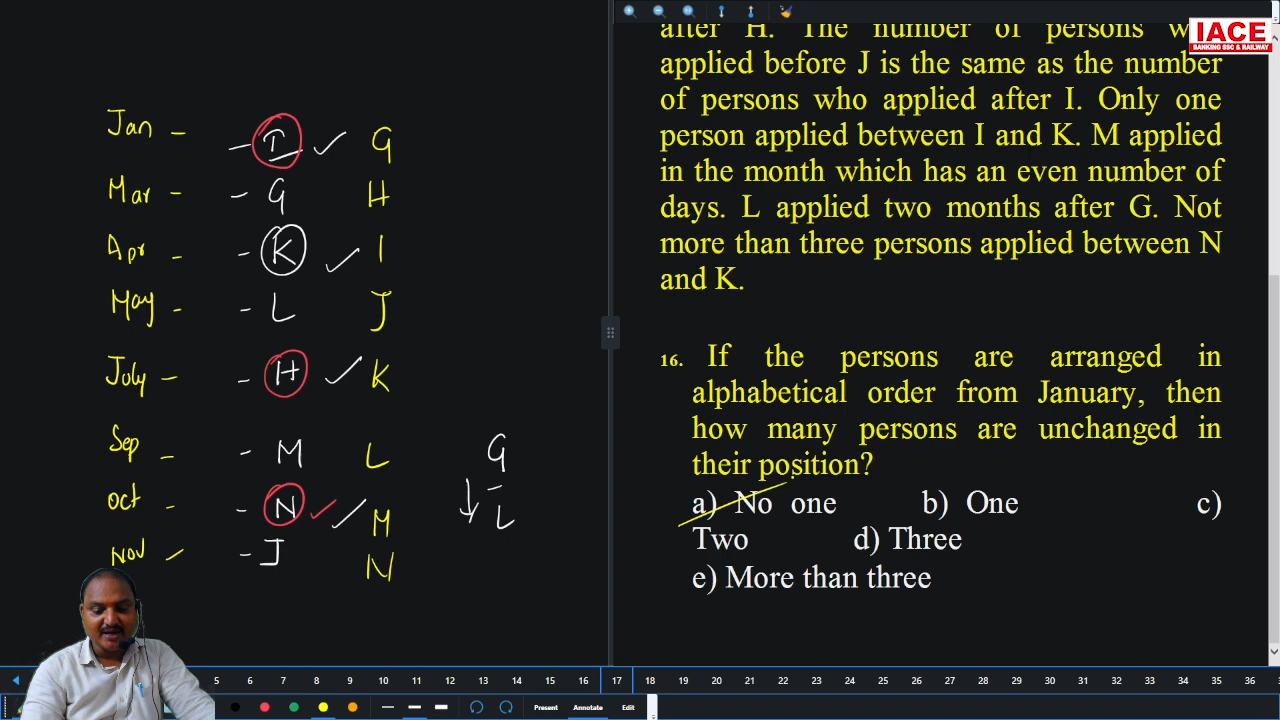 IACE
BANKING SSC & RAILWAY
after H. The number of persons
applied before J is the same as the number
of persons who applied after I. Only one
person applied between I and K. M applied
in the month which has an even number of
days. L applied two months after G. Not
more than three persons applied between N
and K.
16. If the persons are arranged in
alphabetical order from January, then
how many persons are unchanged in
their position?
a) No one b) One c)
Two d) Three
e) More than three
Jan - - I ✓ G
Mar - - G H
Apr - - K ✓ I
May - - L J
July - - H ✓ K
Sep - - M L
Oct - - N ✓ ✓ M
Nov - - J N
G
-
↓ L
5 6 7 8 9 10 11 12 13 14 15 16 17 18 19 20 21 22 23 24 25 26 27 28 29 30 31 32 33 34 35 36
Present Annotate Edit